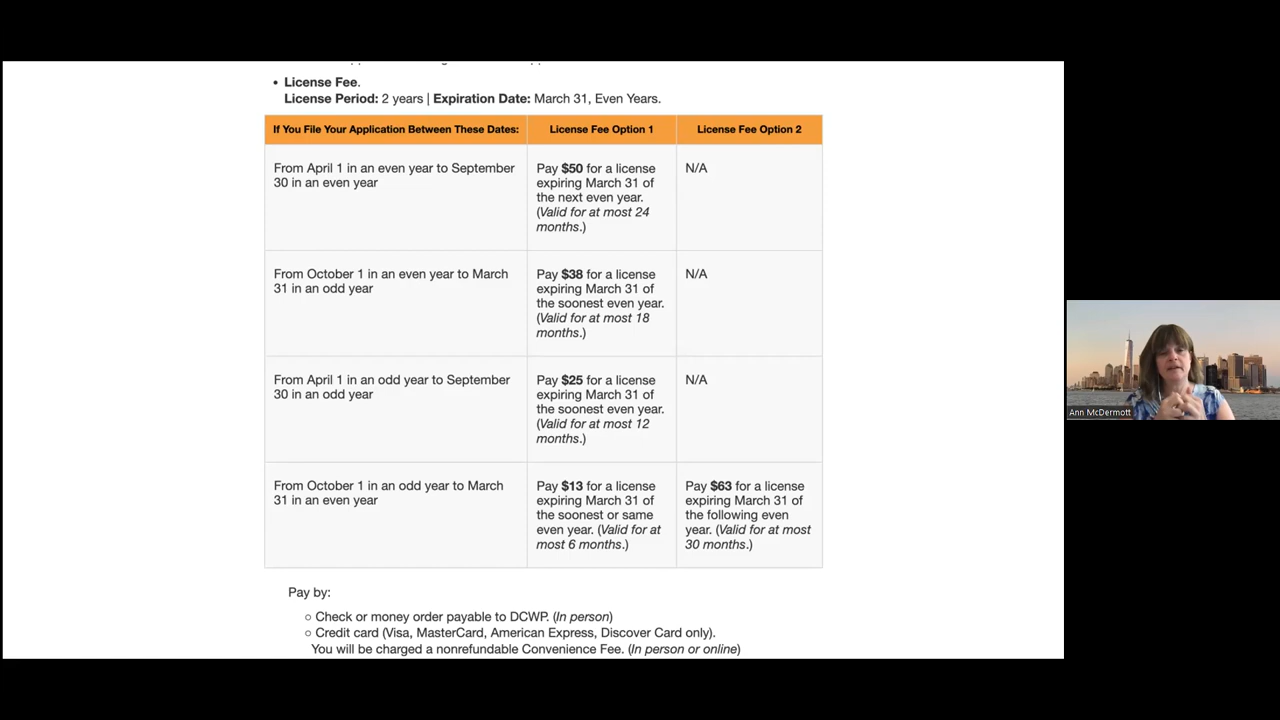 • License Fee.
License Period: 2 years | Expiration Date: March 31, Even Years.
If You File Your Application Between These Dates:
License Fee Option 1
License Fee Option 2
From April 1 in an even year to September
30 in an even year
Pay $50 for a license
expiring March 31 of
the next even year.
(Valid for at most 24
months.)
N/A
From October 1 in an even year to March
31 in an odd year
Pay $38 for a license
expiring March 31 of
the soonest even year.
(Valid for at most 18
months.)
N/A
From April 1 in an odd year to September
30 in an odd year
Pay $25 for a license
expiring March 31 of
the soonest even year.
(Valid for at most 12
months.)
N/A
From October 1 in an odd year to March
31 in an even year
Pay $13 for a license
expiring March 31 of
the soonest or same
even year. (Valid for at
most 6 months.)
Pay $63 for a license
expiring March 31 of
the following even
year. (Valid for at most
30 months.)
Pay by:
○ Check or money order payable to DCWP. (In person)
○ Credit card (Visa, MasterCard, American Express, Discover Card only).
You will be charged a nonrefundable Convenience Fee. (In person or online)
Ann McDermott